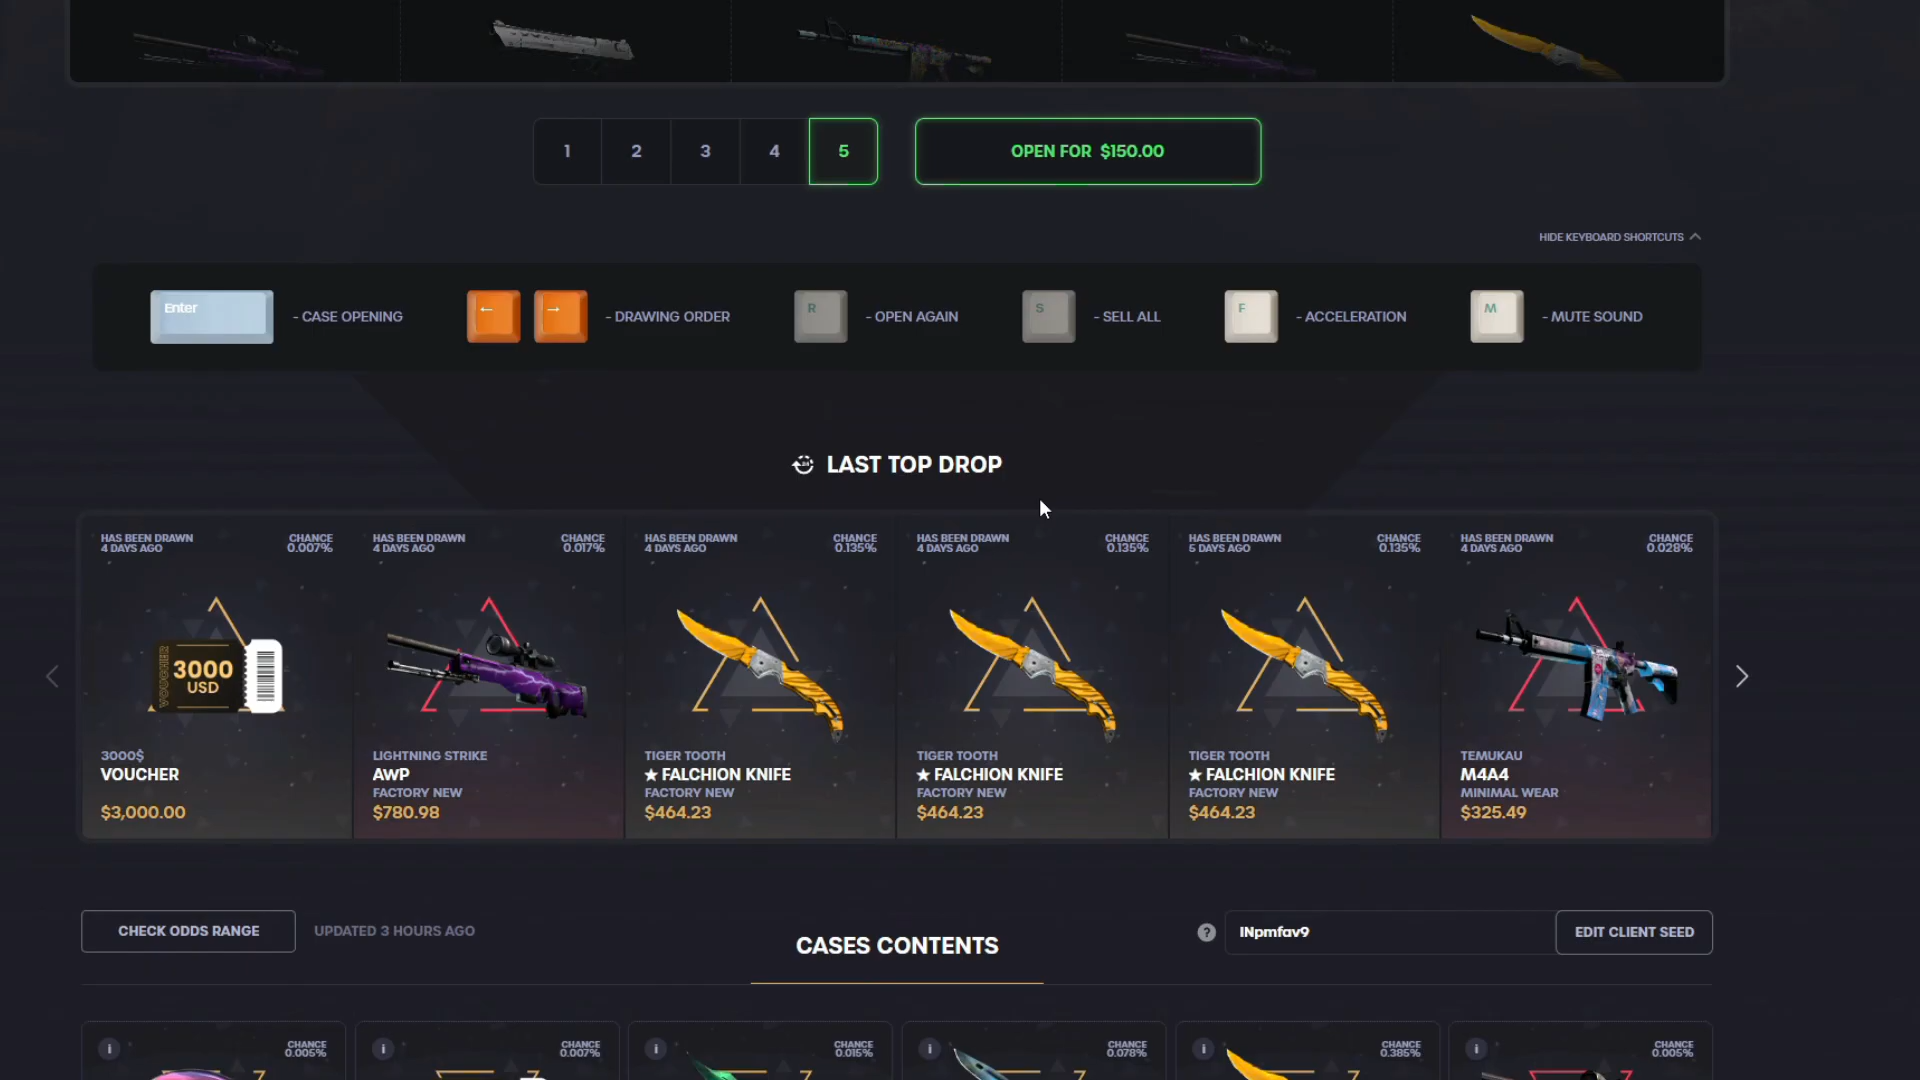 1 2 3 4 5 OPEN FOR $150.00
HIDE KEYBOARD SHORTCUTS
Enter - CASE OPENING ← → - DRAWING ORDER R - OPEN AGAIN S - SELL ALL F - ACCELERATION M - MUTE SOUND
LAST TOP DROP
HAS BEEN DRAWN
4 DAYS AGO
CHANCE
0.007%
VOUCHER
3000
USD
3000$
VOUCHER
$3,000.00
HAS BEEN DRAWN
4 DAYS AGO
CHANCE
0.017%
LIGHTNING STRIKE
AWP
FACTORY NEW
$780.98
HAS BEEN DRAWN
4 DAYS AGO
CHANCE
0.135%
TIGER TOOTH
★ FALCHION KNIFE
FACTORY NEW
$464.23
HAS BEEN DRAWN
4 DAYS AGO
CHANCE
0.135%
TIGER TOOTH
★ FALCHION KNIFE
FACTORY NEW
$464.23
HAS BEEN DRAWN
5 DAYS AGO
CHANCE
0.135%
TIGER TOOTH
★ FALCHION KNIFE
FACTORY NEW
$464.23
HAS BEEN DRAWN
4 DAYS AGO
CHANCE
0.028%
TEMUKAU
M4A4
MINIMAL WEAR
$325.49
CHECK ODDS RANGE UPDATED 3 HOURS AGO
CASES CONTENTS
? INpmfav9 EDIT CLIENT SEED
i CHANCE
0.005%
i CHANCE
0.007%
i CHANCE
0.015%
i CHANCE
0.078%
i CHANCE
0.385%
i CHANCE
0.005%